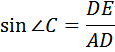 sin ∠C = DE/AD